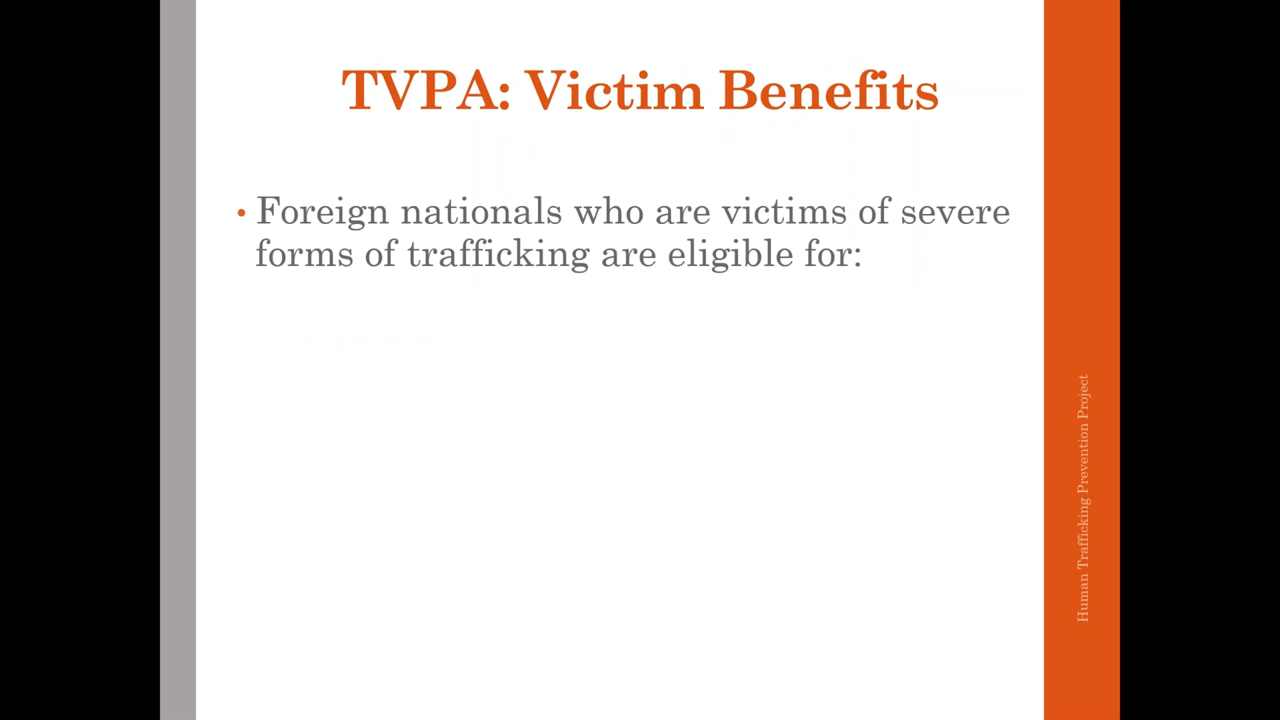 TVPA: Victim Benefits
• Foreign nationals who are victims of severe
forms of trafficking are eligible for:
Human Trafficking Prevention Project